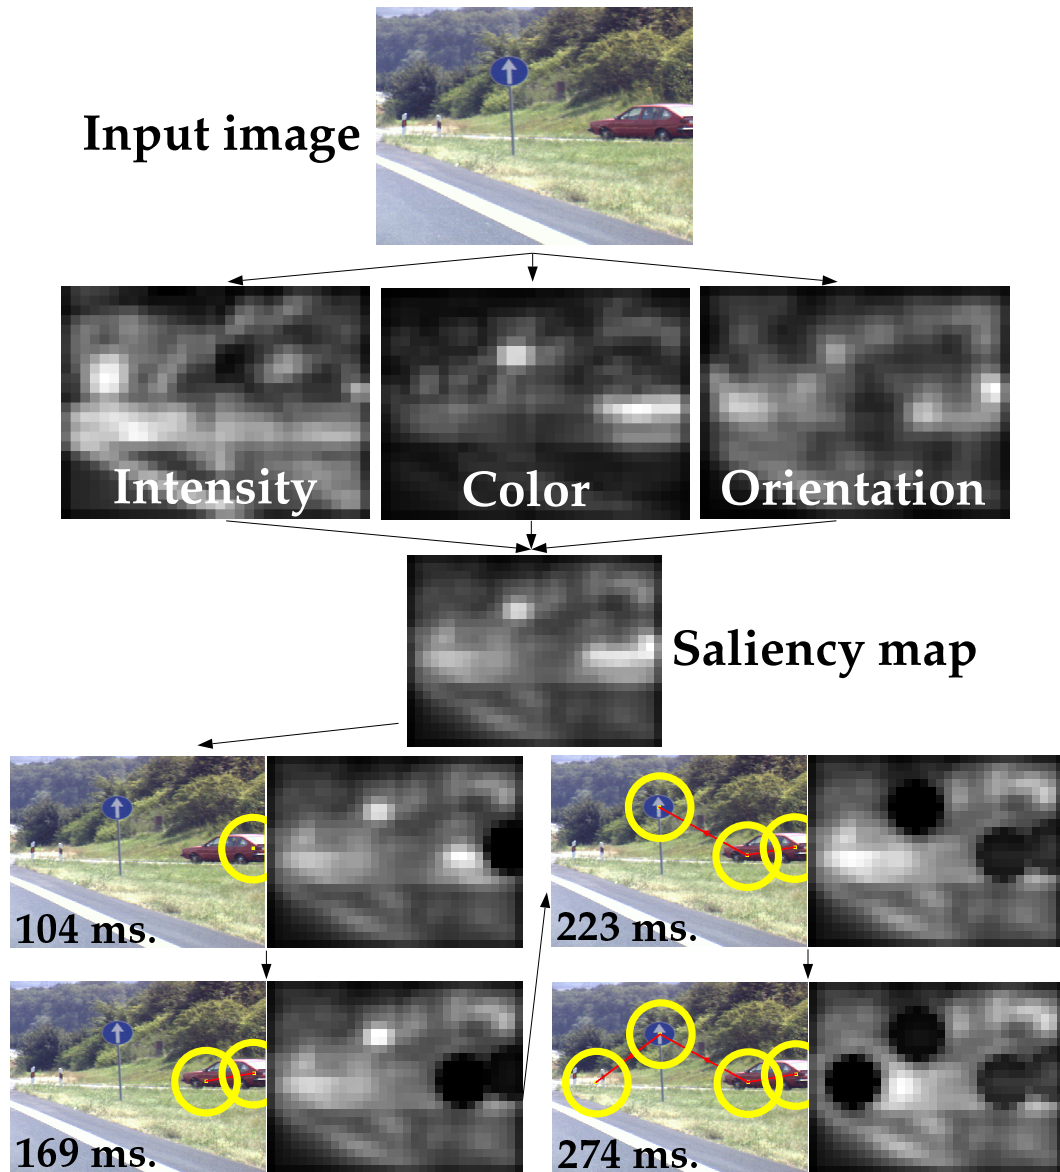 Input image
Intensity
Color
Orientation
Saliency map
104 ms.
223 ms.
169 ms.
274 ms.